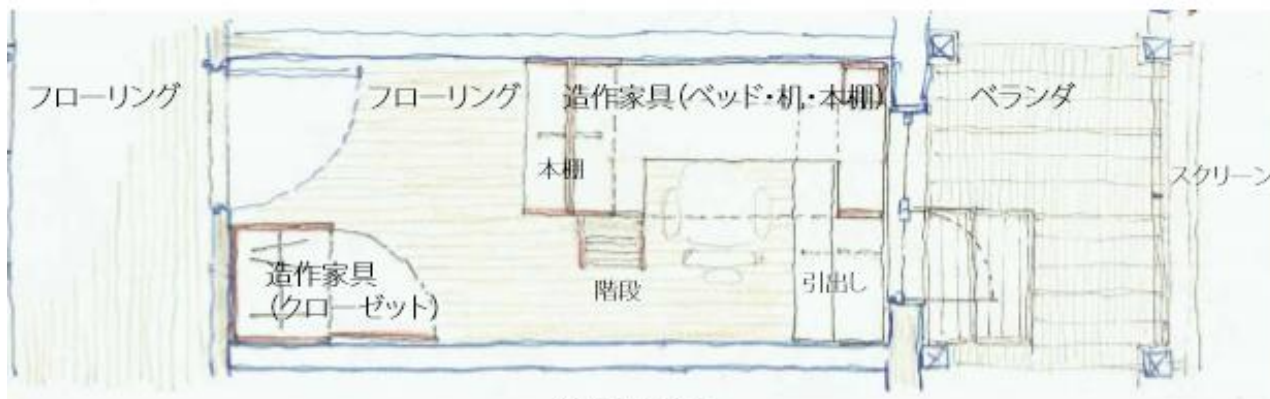 フローリング
フローリング
造作家具(ベッド・机・本棚)
ベランダ
本棚
スクリーン
造作家具
(クローゼット)
階段
引出し